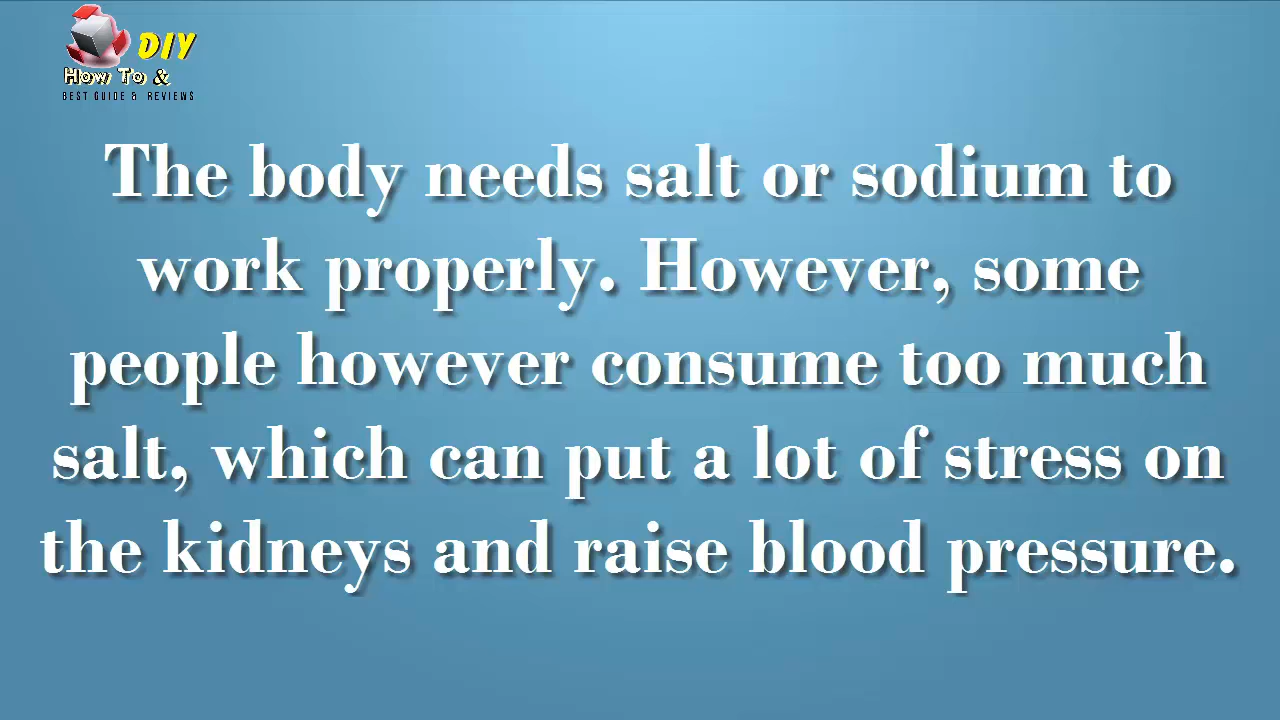 DIY
How To &
BEST GUIDE & REVIEWS
The body needs salt or sodium to
work properly. However, some
people however consume too much
salt, which can put a lot of stress on
the kidneys and raise blood pressure.